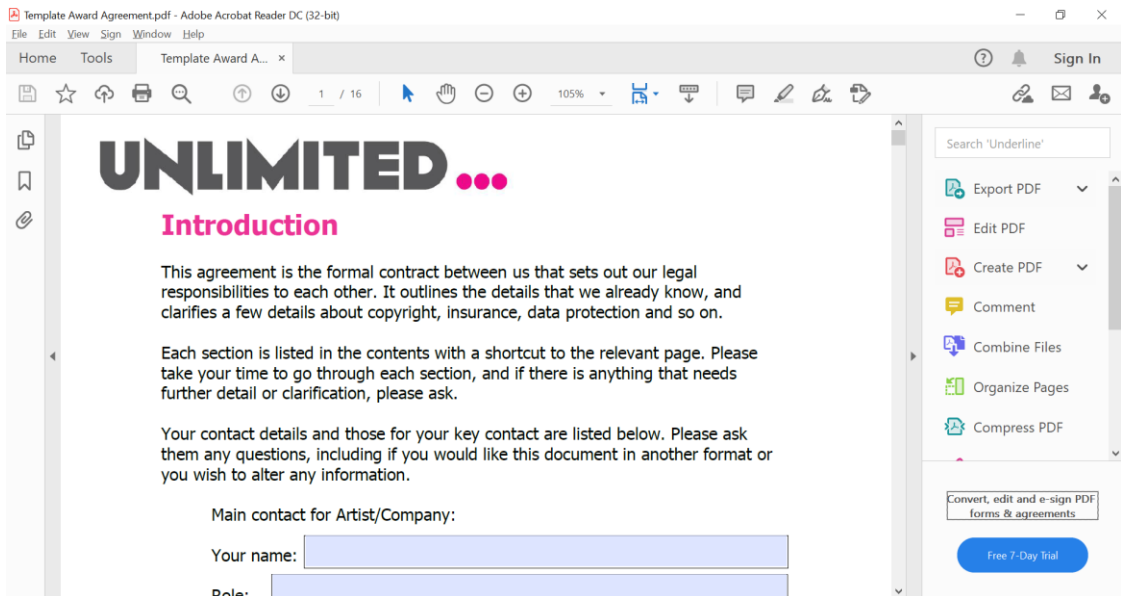 Template Award Agreement.pdf - Adobe Acrobat Reader DC (32-bit)
File Edit View Sign Window Help
Home Tools Template Award A... × Sign In
1 / 16 105%
Search 'Underline'
UNLIMITED...
Introduction
This agreement is the formal contract between us that sets out our legal
responsibilities to each other. It outlines the details that we already know, and
clarifies a few details about copyright, insurance, data protection and so on.
Each section is listed in the contents with a shortcut to the relevant page. Please
take your time to go through each section, and if there is anything that needs
further detail or clarification, please ask.
Your contact details and those for your key contact are listed below. Please ask
them any questions, including if you would like this document in another format or
you wish to alter any information.
Main contact for Artist/Company:
Your name:
Role:
Export PDF
Edit PDF
Create PDF
Comment
Combine Files
Organize Pages
Compress PDF
Convert, edit and e-sign PDF
forms & agreements
Free 7-Day Trial